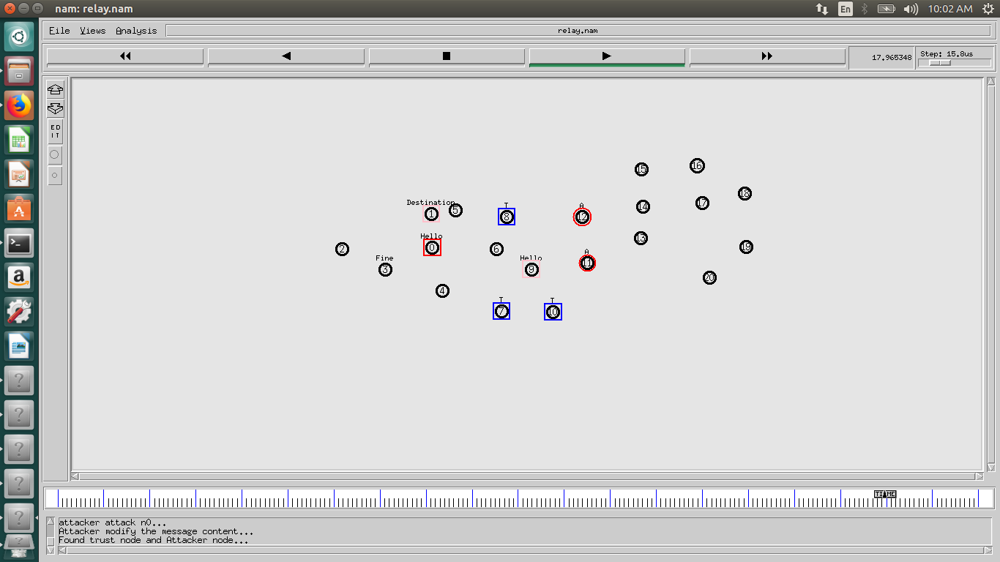 nam: relay.nam
En
10:02 AM
File Views Analysis
relay.nam
17.965348
Step: 15.8us
ED
IT
15
16
18
17
14
Destination
1
5
T
8
A
12
13
Hello
0
2
6
19
Fine
3
Hello
9
A
11
20
4
T
7
T
10
TIME
attacker attack n0...
Attacker modify the message content...
Found trust node and Attacker node...